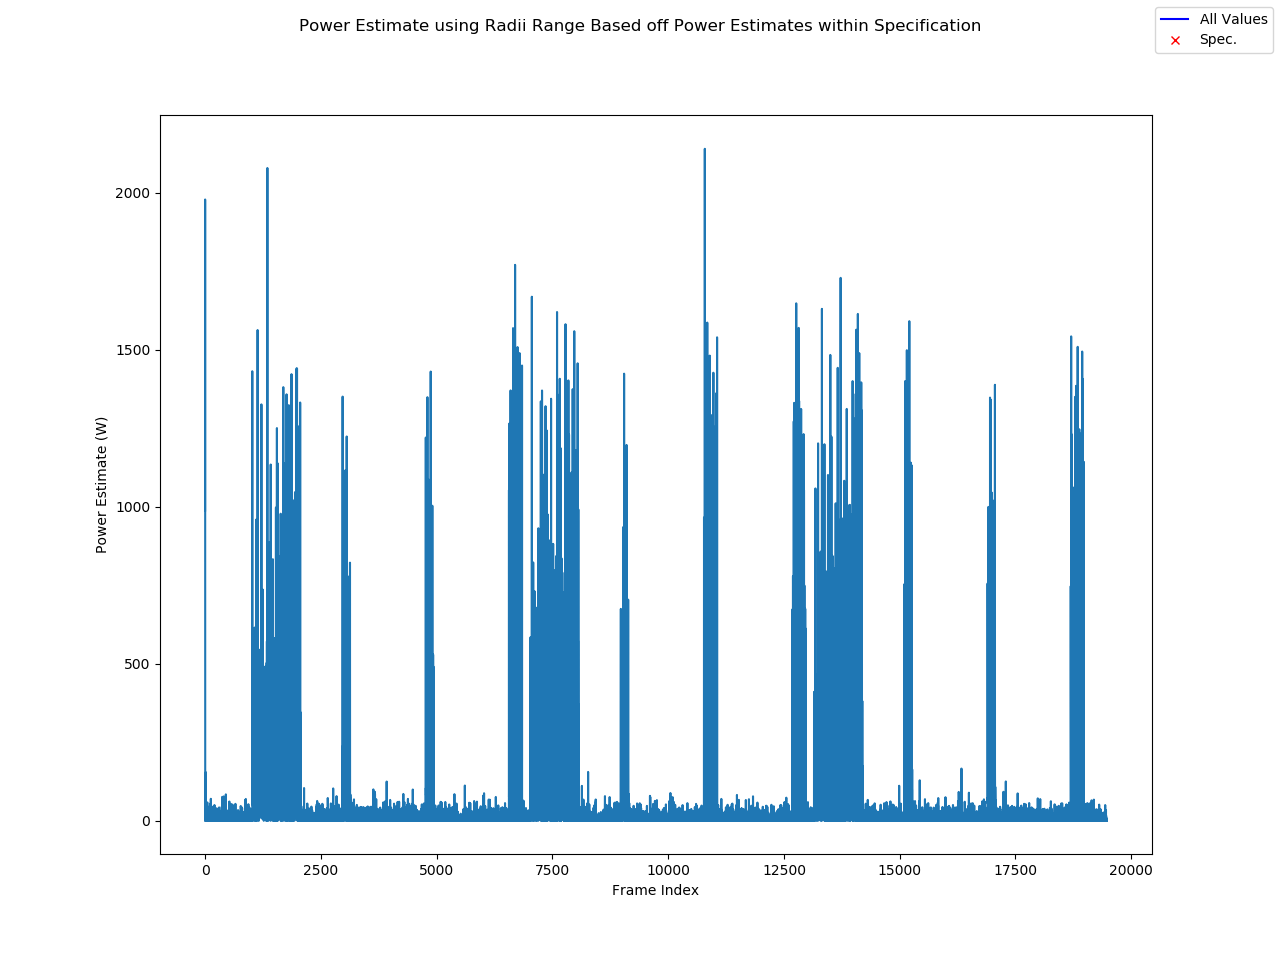 Power Estimate using Radii Range Based off Power Estimates within Specification
All Values
Spec.
2000
1500
1000
500
0
Power Estimate (W)
0 2500 5000 7500 10000 12500 15000 17500 20000
Frame Index